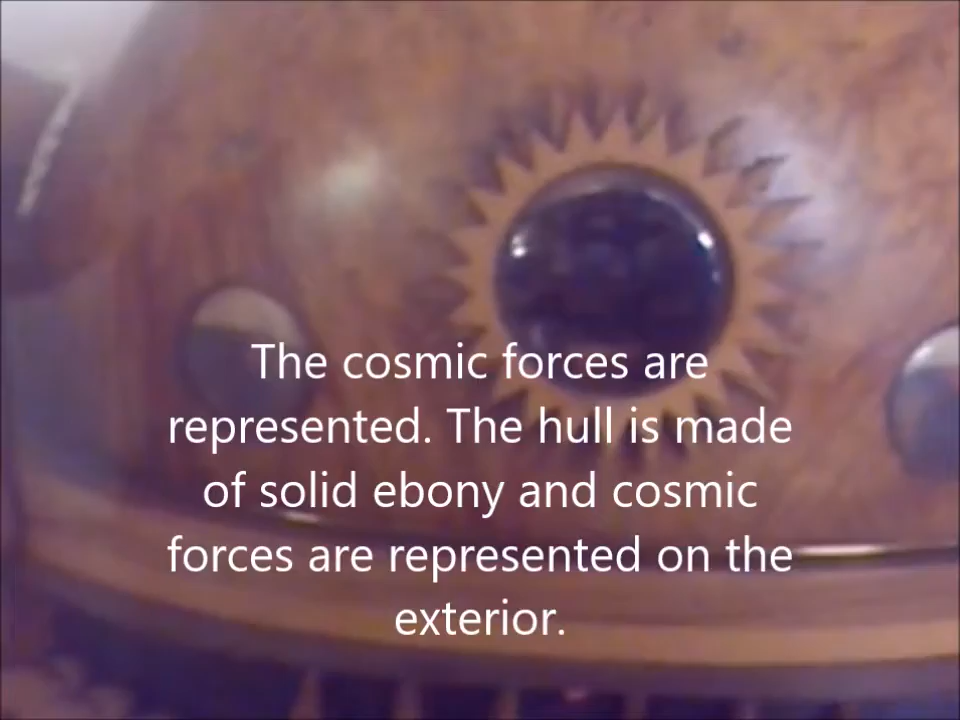 The cosmic forces are
represented. The hull is made
of solid ebony and cosmic
forces are represented on the
exterior.